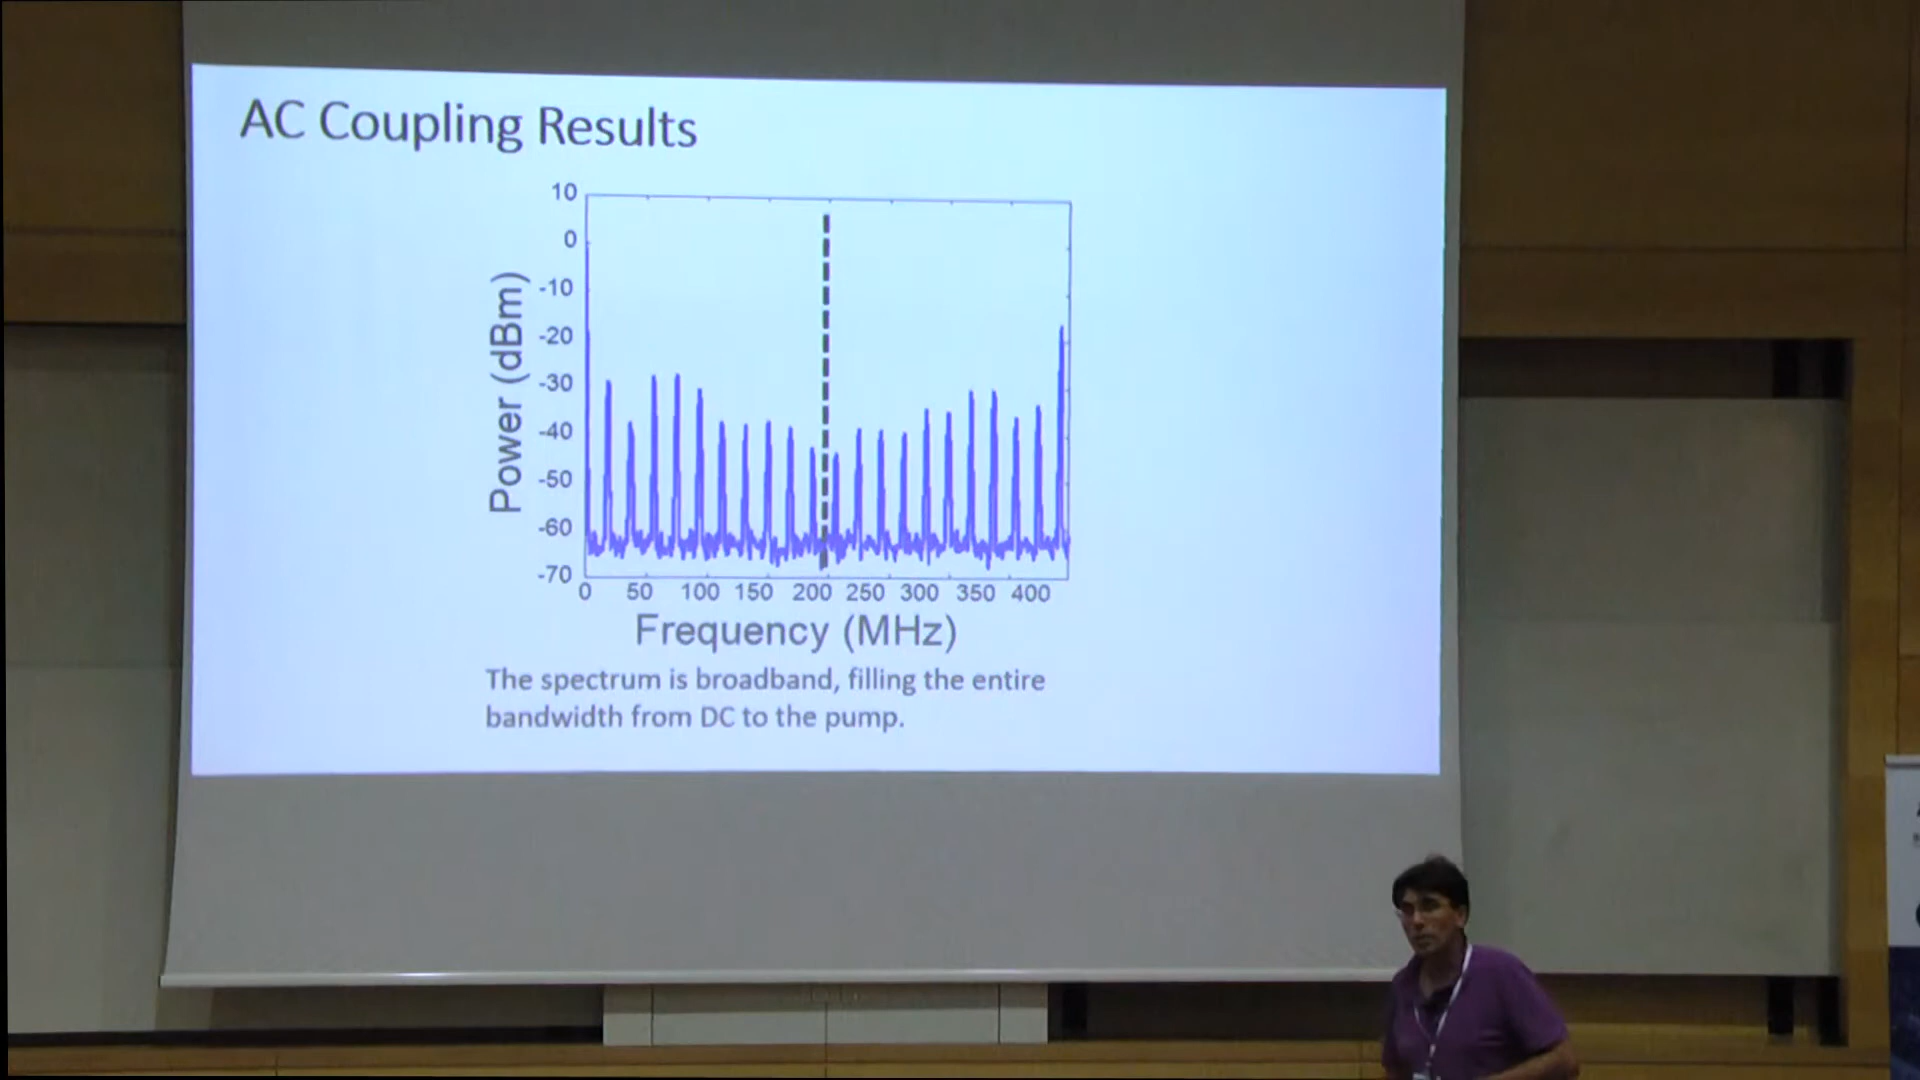 AC Coupling Results
10
0
-10
-20
-30
-40
-50
-60
-70
Power (dBm)
0 50 100 150 200 250 300 350 400
Frequency (MHz)
The spectrum is broadband, filling the entire
bandwidth from DC to the pump.